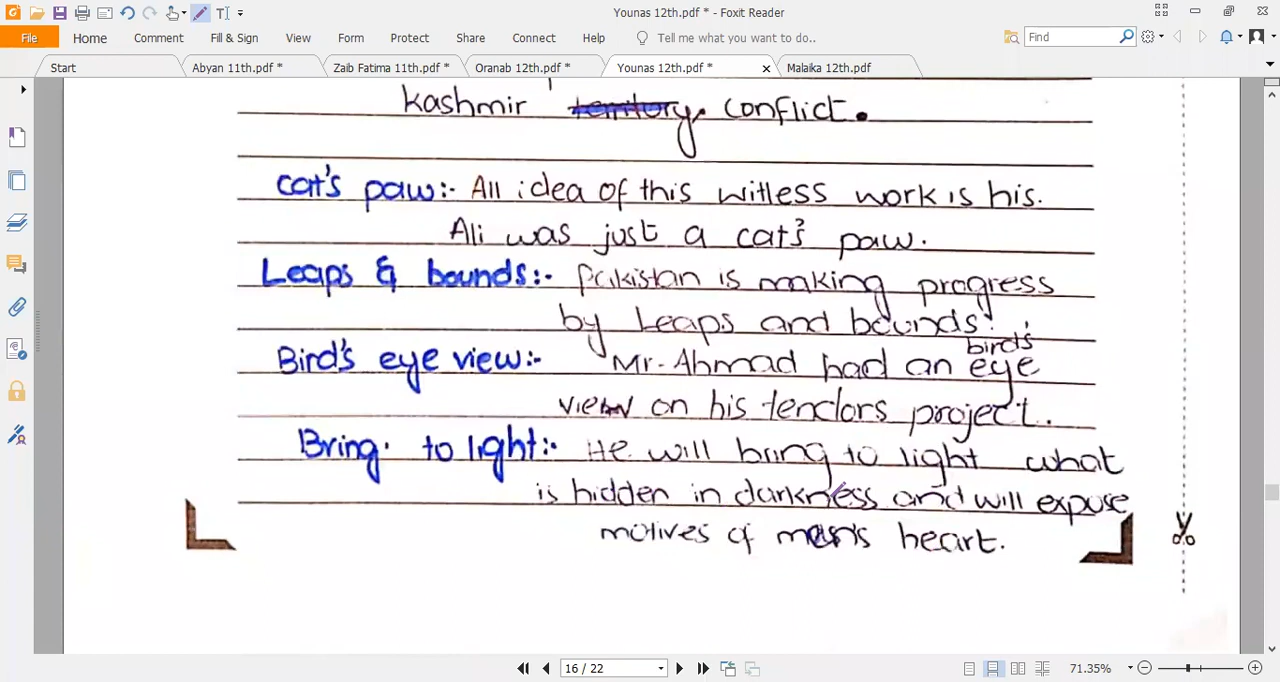 Younas 12th.pdf * - Foxit Reader
File Home Comment Fill & Sign View Form Protect Share Connect Help Tell me what you want to do.. Find
Start Abyan 11th.pdf * Zaib Fatima 11th.pdf * Oranab 12th.pdf * Younas 12th.pdf * Malaika 12th.pdf
Kashmir territory, conflict.
Cat's paw:- All idea of this witless work is his.
Ali was just a cat's paw.
Leaps & bounds:- Pakistan is making progress
by Leaps and bounds.
Bird's eye view:- Mr. Ahmad had an bird's eye
view on his tendors project.
Bring to light:- He will bring to light what
is hidden in darkness and will expose
motives of men's heart.
16 / 22
71.35%